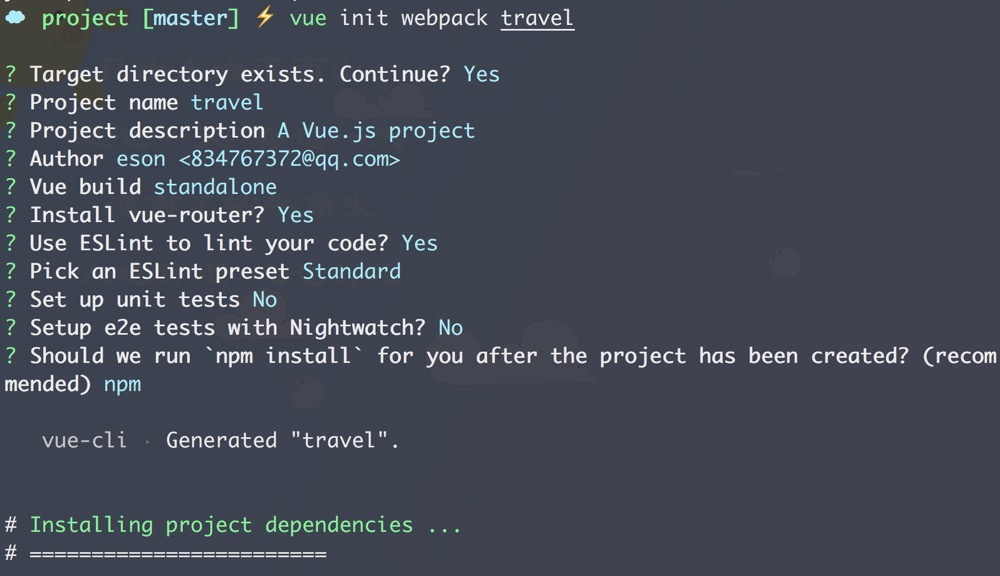 project [master] ⚡ vue init webpack travel
? Target directory exists. Continue? Yes
? Project name travel
? Project description A Vue.js project
? Author eson <834767372@qq.com>
? Vue build standalone
? Install vue-router? Yes
? Use ESLint to lint your code? Yes
? Pick an ESLint preset Standard
? Set up unit tests No
? Setup e2e tests with Nightwatch? No
? Should we run `npm install` for you after the project has been created? (recom
mended) npm
vue-cli · Generated "travel".
# Installing project dependencies ...
# ========================